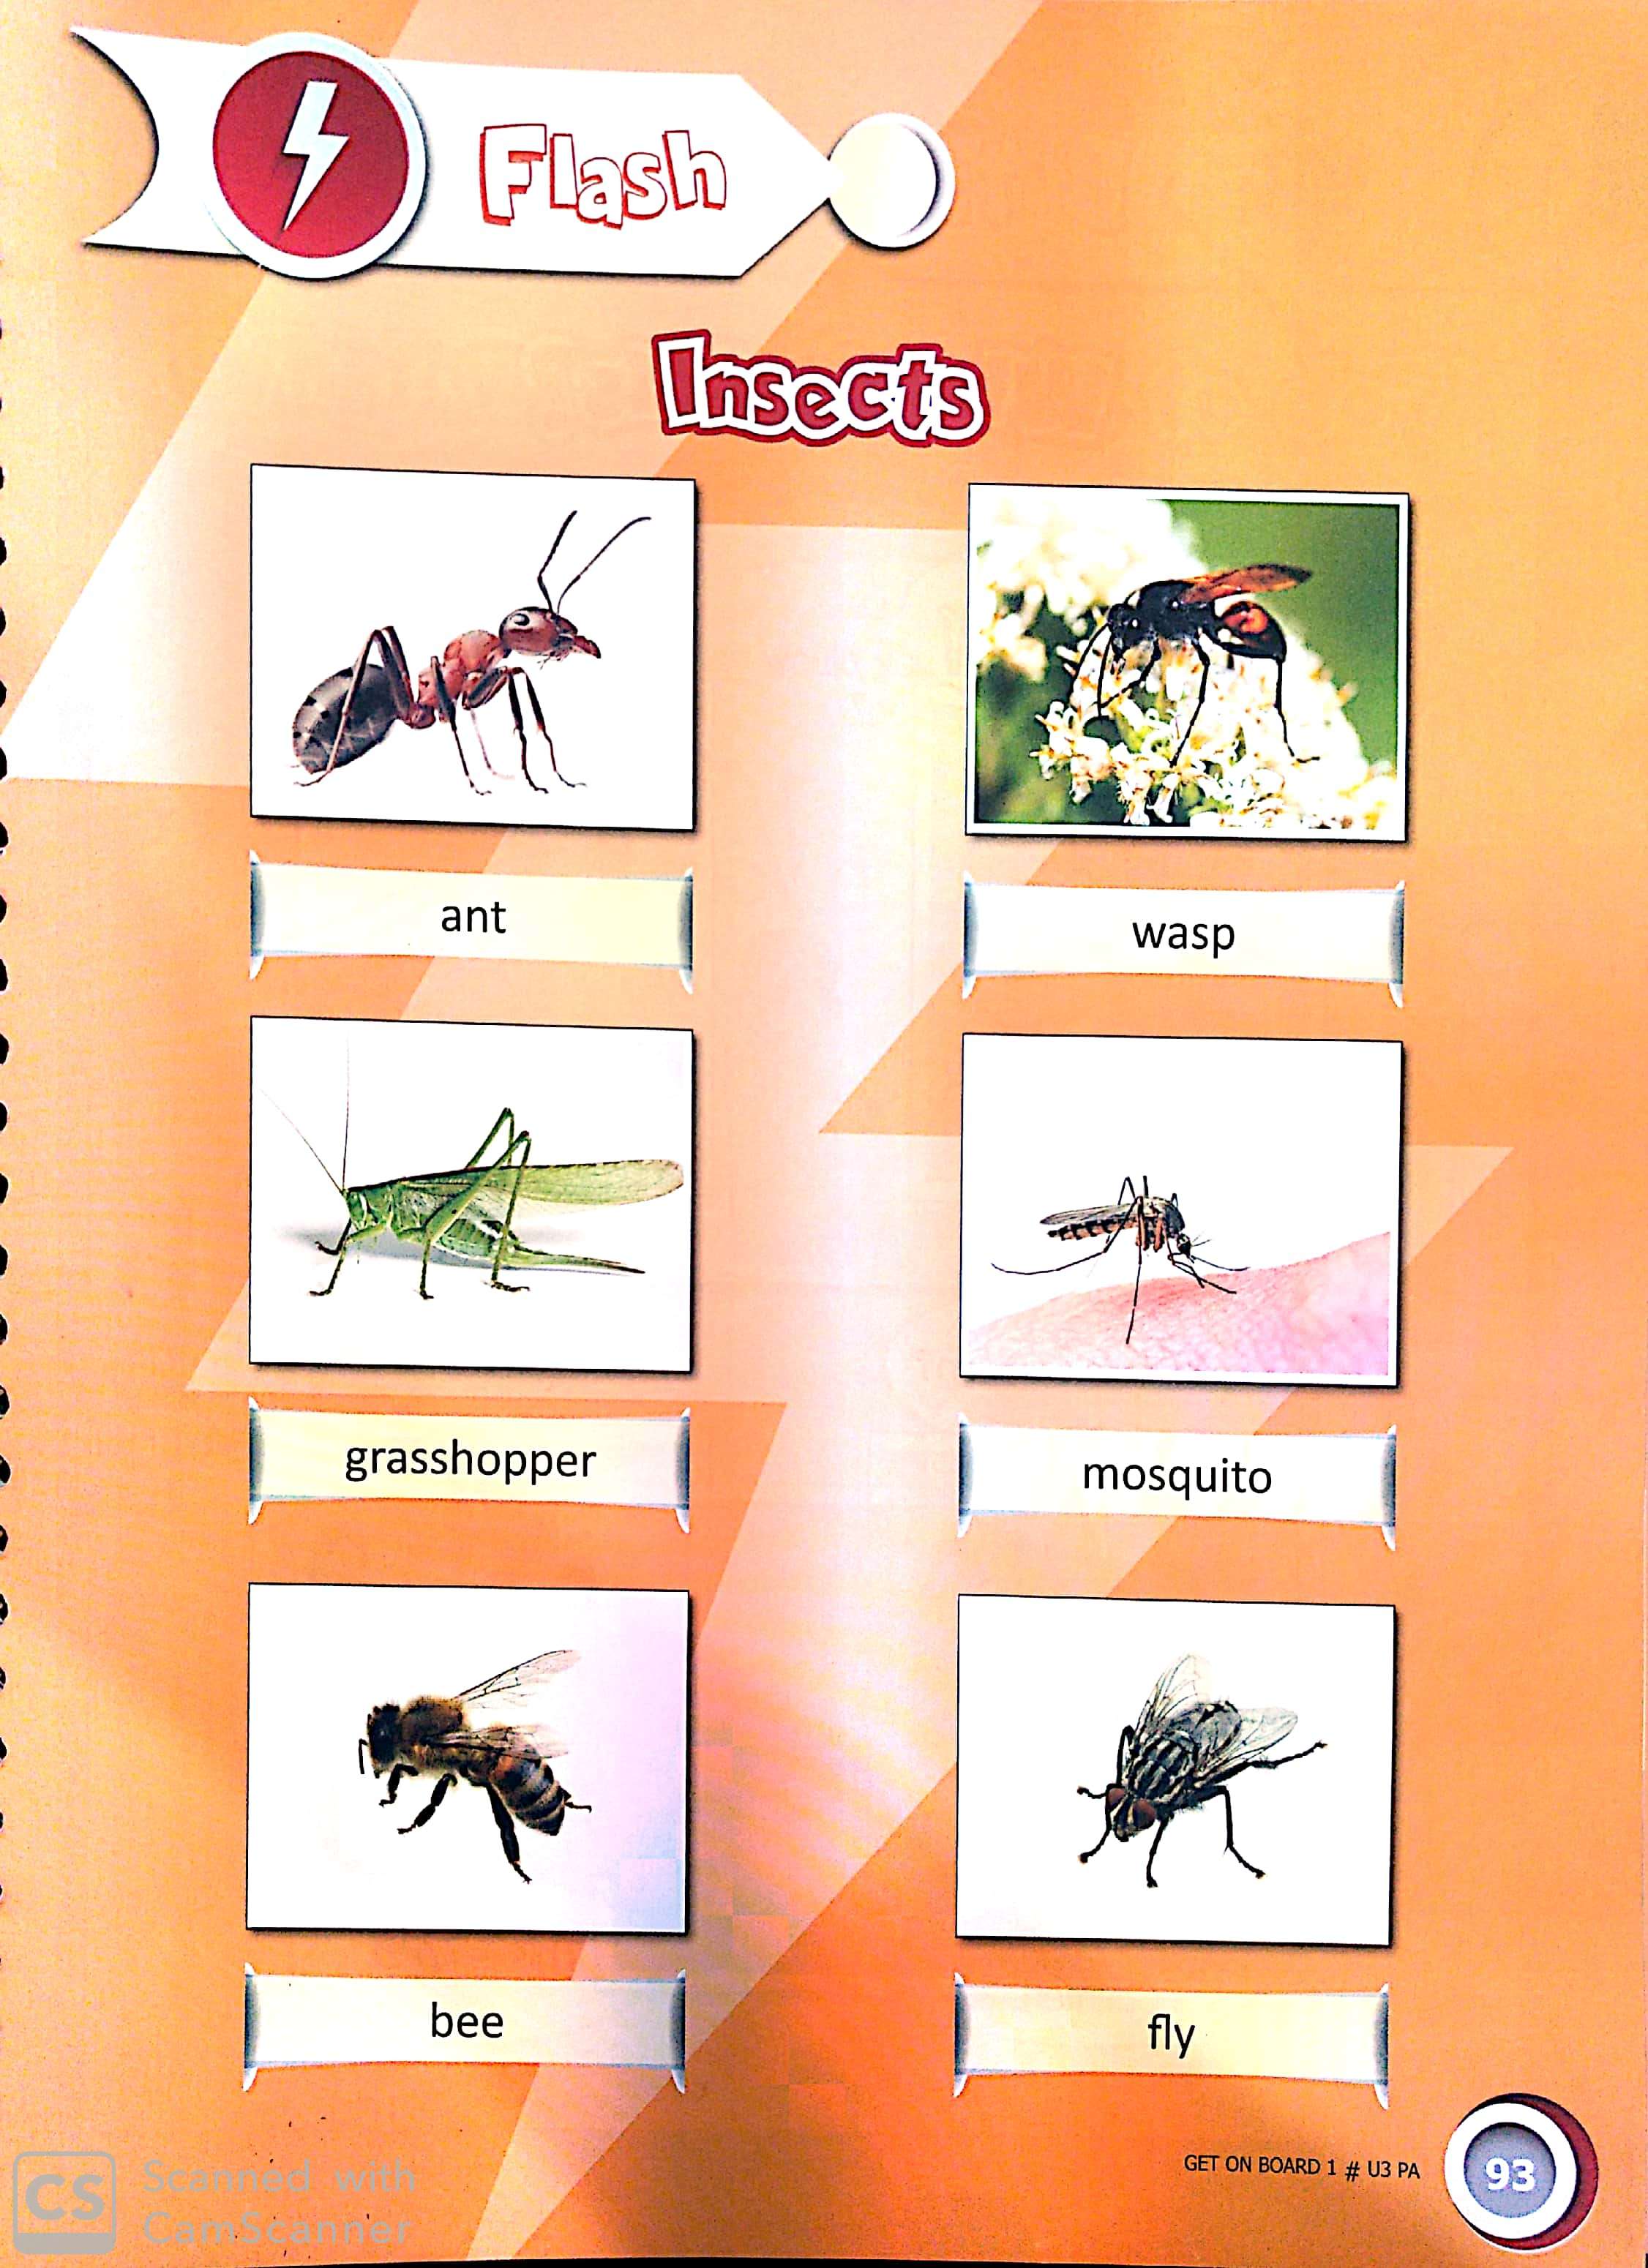 Flash
Insects
ant
wasp
grasshopper
mosquito
bee
fly
GET ON BOARD 1 # U3 PA
93
CS
Scanned with
CamScanner